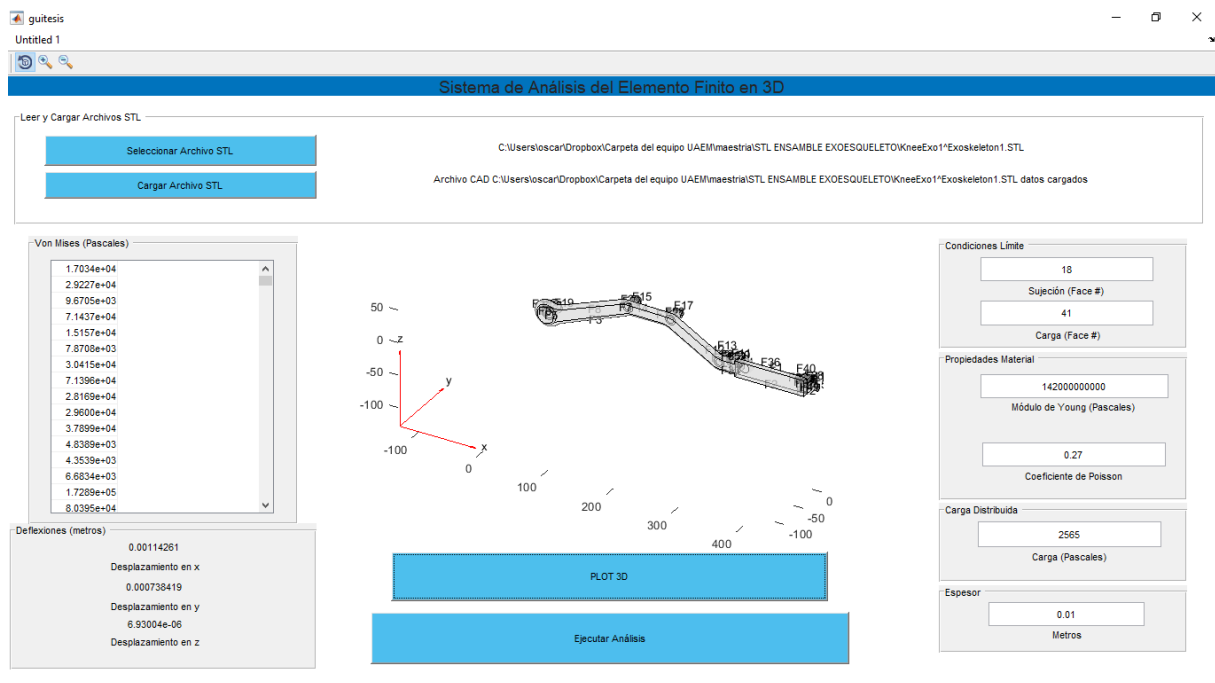 guitesis
Untitled 1
Sistema de Análisis del Elemento Finito en 3D
Leer y Cargar Archivos STL
Seleccionar Archivo STL
C:\Users\oscar\Dropbox\Carpeta del equipo UAEM\maestria\STL ENSAMBLE EXOESQUELETO\KneeExo1^Exoskeleton1.STL
Cargar Archivo STL
Archivo CAD C:\Users\oscar\Dropbox\Carpeta del equipo UAEM\maestria\STL ENSAMBLE EXOESQUELETO\KneeExo1^Exoskeleton1.STL datos cargados
Von Mises (Pascales)
1.7034e+04
2.9227e+04
9.6705e+03
7.1437e+04
1.5157e+04
7.8708e+03
3.0415e+04
7.1396e+04
2.8169e+04
2.9600e+04
3.7899e+04
4.8389e+03
4.3539e+03
6.6834e+03
1.7289e+05
8.0395e+04
Deflexiones (metros)
0.00114261
Desplazamiento en x
0.000738419
Desplazamiento en y
6.93004e-06
Desplazamiento en z
50
0
-50
-100
z
y
x
-100
0
100
200
300
400
0
-50
-100
F8
F3
F15
F17
F13
F36
F40
PLOT 3D
Ejecutar Análisis
Condiciones Límite
18
Sujeción (Face #)
41
Carga (Face #)
Propiedades Material
142000000000
Módulo de Young (Pascales)
0.27
Coeficiente de Poisson
Carga Distribuida
2565
Carga (Pascales)
Espesor
0.01
Metros